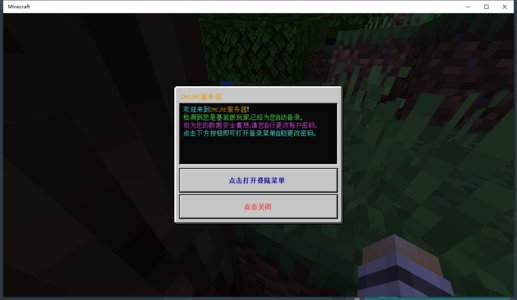 Minecraft
服务器
欢迎来到服务器!
检测到您是基岩版玩家,已经为您自动登录。
但为了您的数据安全着想,请您自行更改账户密码。
点击下方按钮即可打开登录菜单自助更改密码。
点击打开登陆菜单
点击关闭